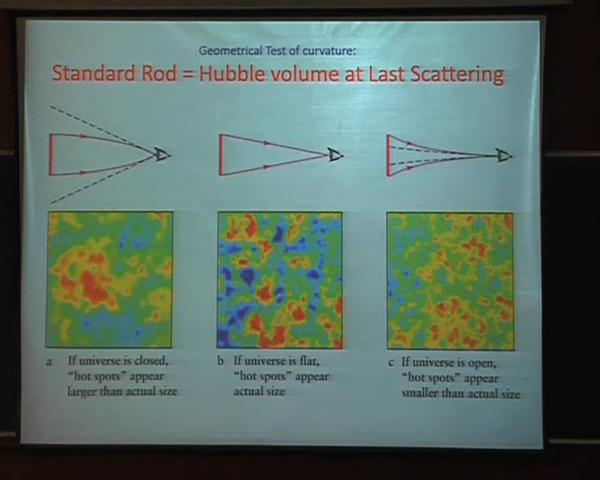 Geometrical Test of curvature:
Standard Rod = Hubble volume at Last Scattering
a If universe is closed,
"hot spots" appear
larger than actual size
b If universe is flat,
"hot spots" appear
actual size
c If universe is open,
"hot spots" appear
smaller than actual size